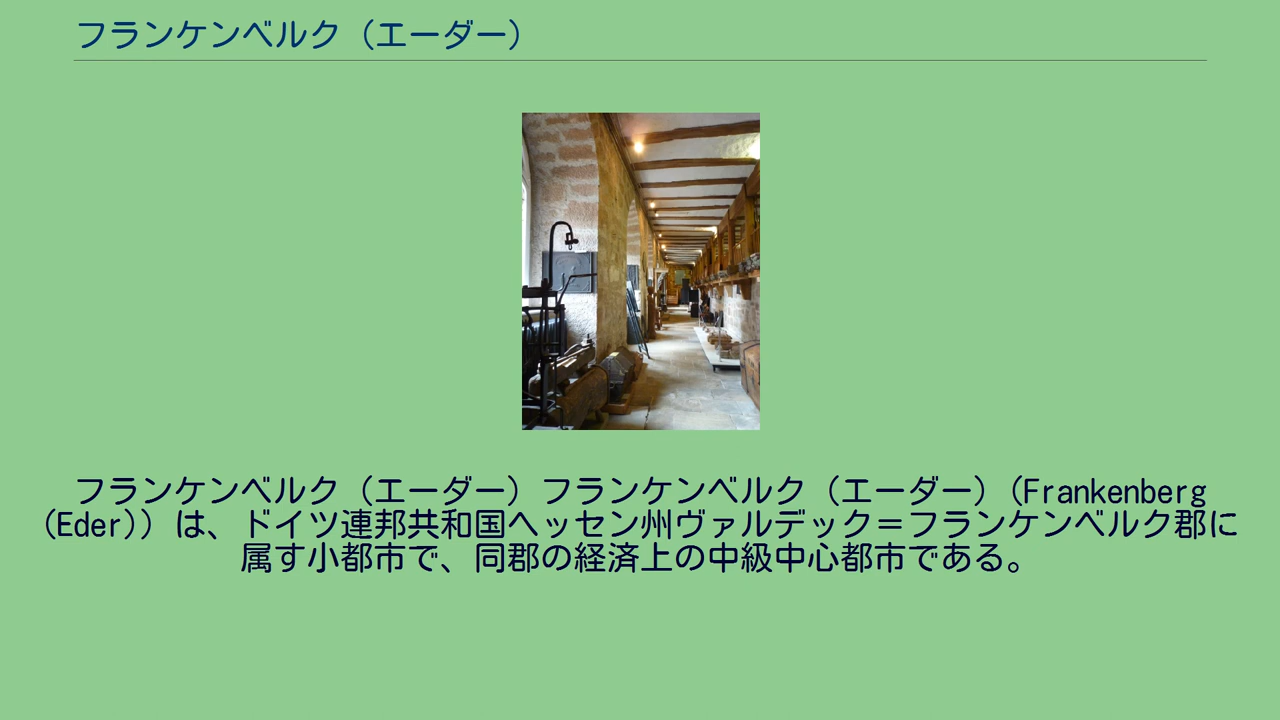 フランケンベルク（エーダー）
フランケンベルク（エーダー）フランケンベルク（エーダー）（Frankenberg
（Eder））は、ドイツ連邦共和国ヘッセン州ヴァルデック＝フランケンベルク郡に
属す小都市で、同郡の経済上の中級中心都市である。